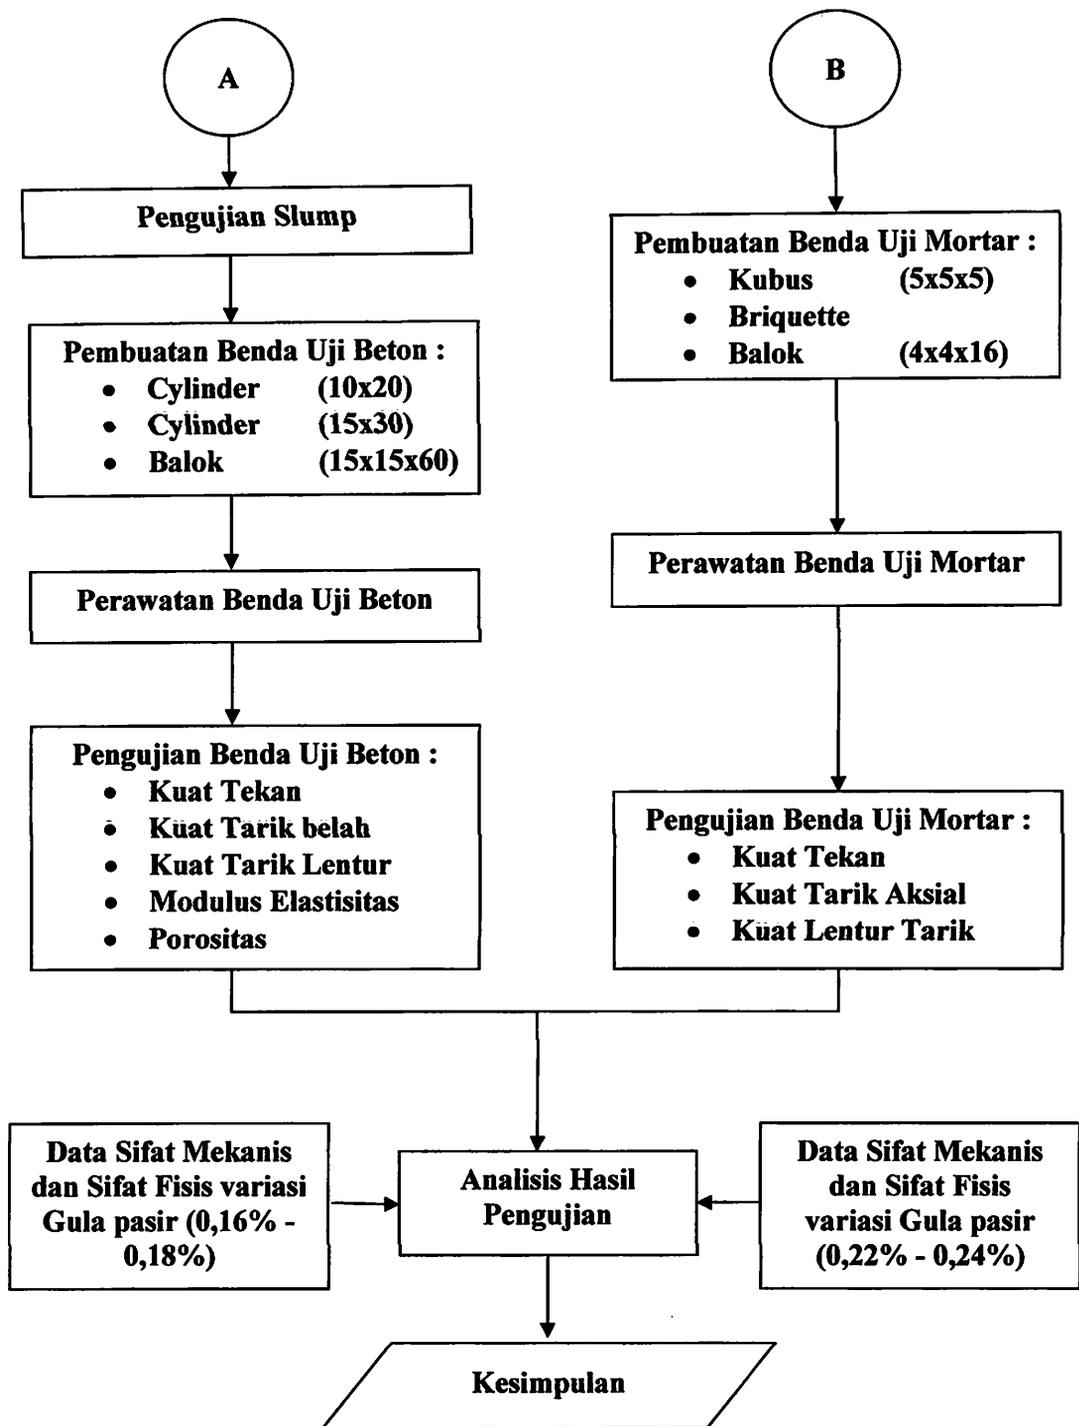 A
Pengujian Slump
Pembuatan Benda Uji Beton :
• Cylinder (10x20)
• Cylinder (15x30)
• Balok (15x15x60)
Perawatan Benda Uji Beton
Pengujian Benda Uji Beton :
• Kuat Tekan
• Kuat Tarik belah
• Kuat Tarik Lentur
• Modulus Elastisitas
• Porositas
B
Pembuatan Benda Uji Mortar :
• Kubus (5x5x5)
• Briquette
• Balok (4x4x16)
Perawatan Benda Uji Mortar
Pengujian Benda Uji Mortar :
• Kuat Tekan
• Kuat Tarik Aksial
• Kuat Lentur Tarik
Data Sifat Mekanis
dan Sifat Fisis variasi
Gula pasir (0,16% -
0,18%)
Analisis Hasil
Pengujian
Data Sifat Mekanis
dan Sifat Fisis
variasi Gula pasir
(0,22% - 0,24%)
Kesimpulan